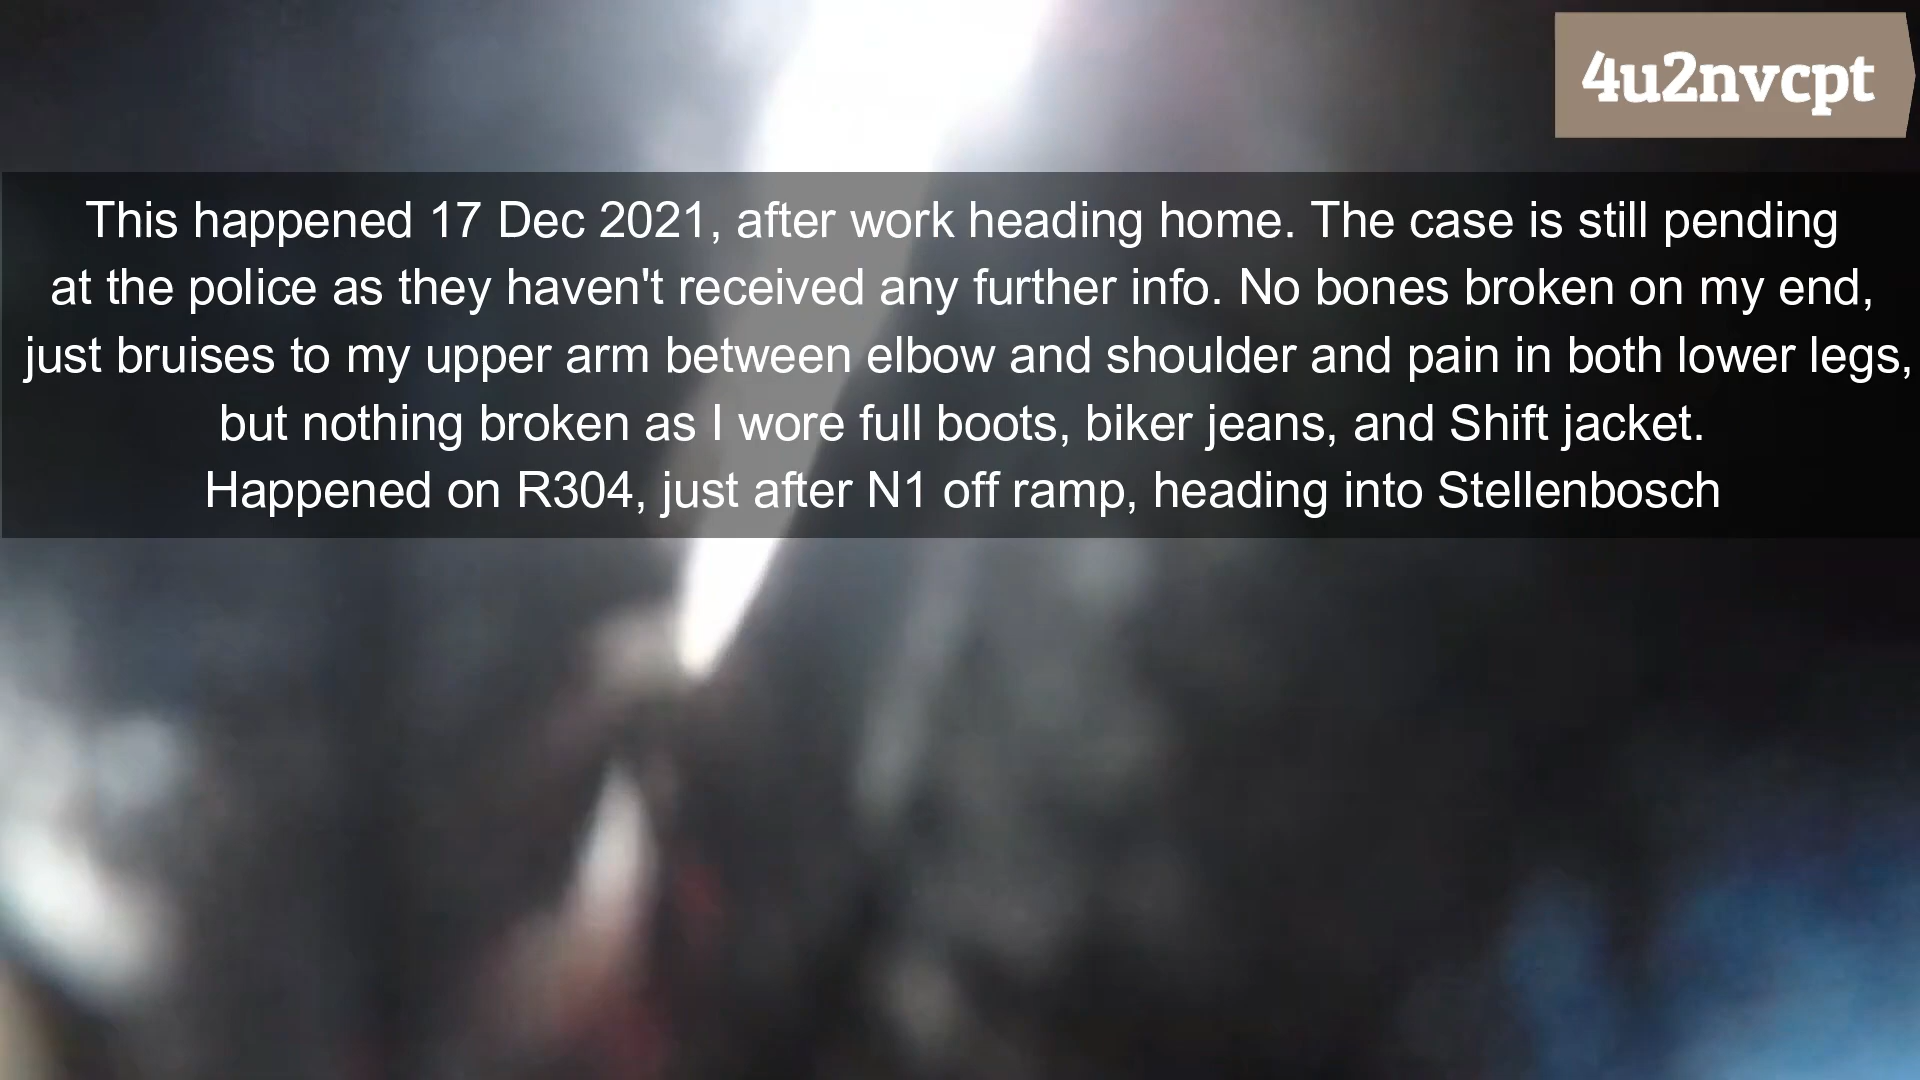 4u2nvcpt
This happened 17 Dec 2021, after work heading home. The case is still pending
at the police as they haven't received any further info. No bones broken on my end,
just bruises to my upper arm between elbow and shoulder and pain in both lower legs,
but nothing broken as I wore full boots, biker jeans, and Shift jacket.
Happened on R304, just after N1 off ramp, heading into Stellenbosch